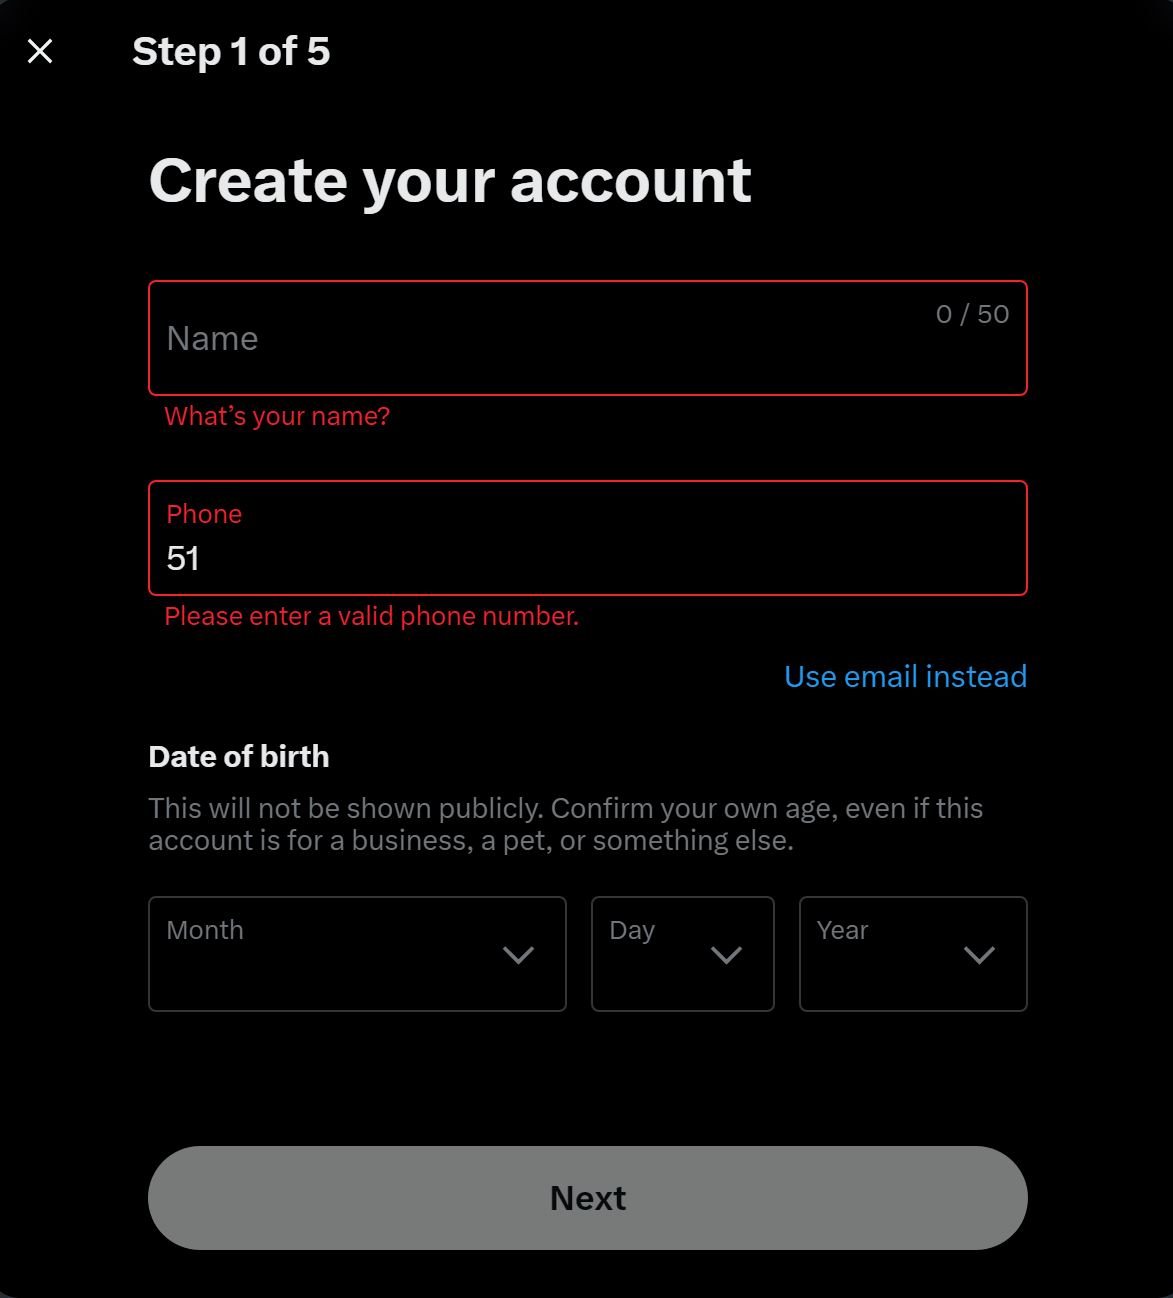 Step 1 of 5
Create your account
Name
0 / 50
What’s your name?
Phone
51
Please enter a valid phone number.
Use email instead
Date of birth
This will not be shown publicly. Confirm your own age, even if this
account is for a business, a pet, or something else.
Month
Day
Year
Next